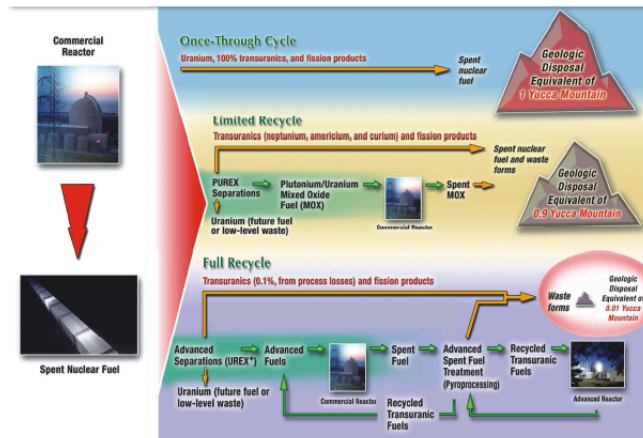 Commercial
Reactor
Spent Nuclear Fuel
Once-Through Cycle
Uranium, 100% transuranics, and fission products
Spent
nuclear
fuel
Geologic
Disposal
Equivalent of
1 Yucca Mountain
Limited Recycle
Transuranics (neptunium, americium, and curium) and fission products
Spent nuclear
fuel and waste
forms
PUREX
Separations
Plutonium/Uranium
Mixed Oxide
Fuel (MOX)
Commercial Reactor
Spent
MOX
Uranium (future fuel
or low-level waste)
Geologic
Disposal
Equivalent of
0.9 Yucca Mountain
Full Recycle
Transuranics (0.1%, from process losses) and fission products
Waste
forms
Geologic
Disposal
Equivalent of
0.01 Yucca
Mountain
Advanced
Separations (UREX+)
Advanced
Fuels
Commercial Reactor
Spent
Fuel
Advanced
Spent Fuel
Treatment
(Pyroprocessing)
Recycled
Transuranic
Fuels
Advanced Reactor
Uranium (future fuel or
low-level waste)
Recycled
Transuranic
Fuels